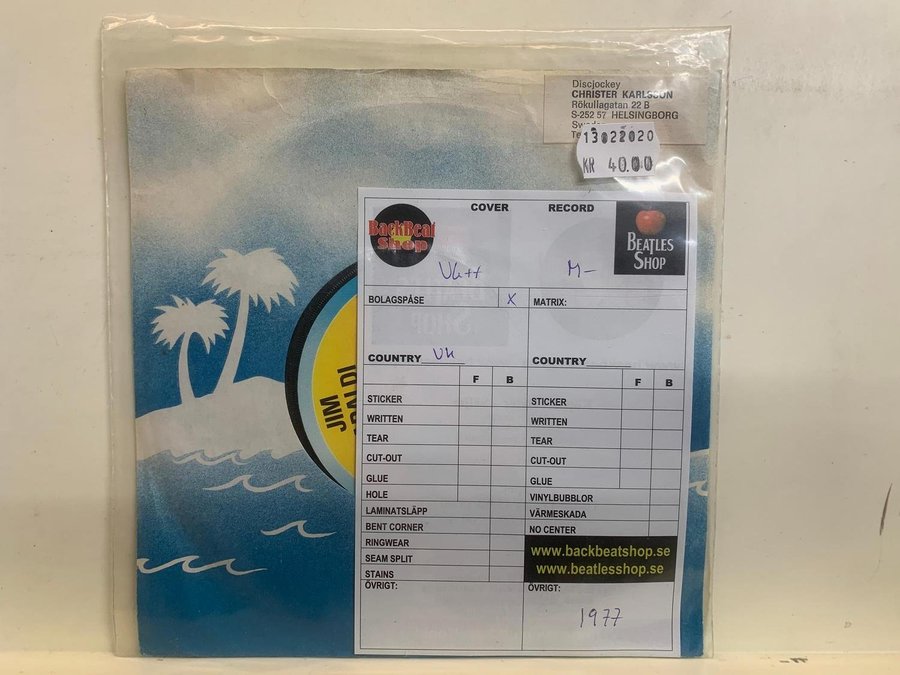 Discjockey
CHRISTER KARLSSON
Rökullagatan 22 B
S-252 57 HELSINGBORG
13022020
KR 40.00
COVER
RECORD
BackBeat
Shop
BEATLES
SHOP
VG++
M-
BOLAGSPÅSE X
MATRIX:
COUNTRY UK
COUNTRY
F B
F B
STICKER
WRITTEN
TEAR
CUT-OUT
GLUE
HOLE
LAMINATSLÄPP
BENT CORNER
RINGWEAR
SEAM SPLIT
STAINS
ÖVRIGT:
STICKER
WRITTEN
TEAR
CUT-OUT
GLUE
VINYLBUBBLOR
VÄRMESKADA
NO CENTER
www.backbeatshop.se
www.beatlesshop.se
ÖVRIGT:
1977
JIM